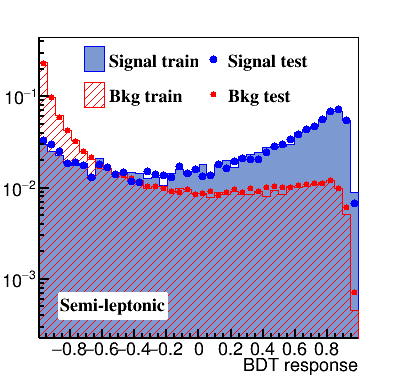 Signal train Signal test
Bkg train Bkg test
10⁻¹
10⁻²
10⁻³
Semi-leptonic
−0.8 −0.6 −0.4 −0.2 0 0.2 0.4 0.6 0.8
BDT response